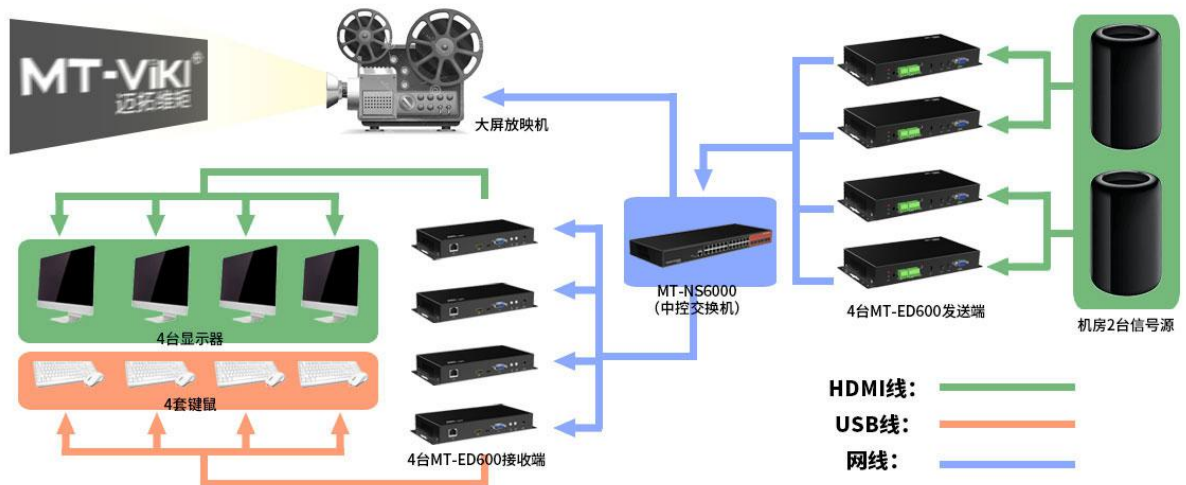 MT-ViKI®
迈拓维矩
大屏放映机
MT-NS6000
（中控交换机）
4台MT-ED600发送端
机房2台信号源
4台显示器
4套键鼠
4台MT-ED600接收端
HDMI线：
USB线：
网线：